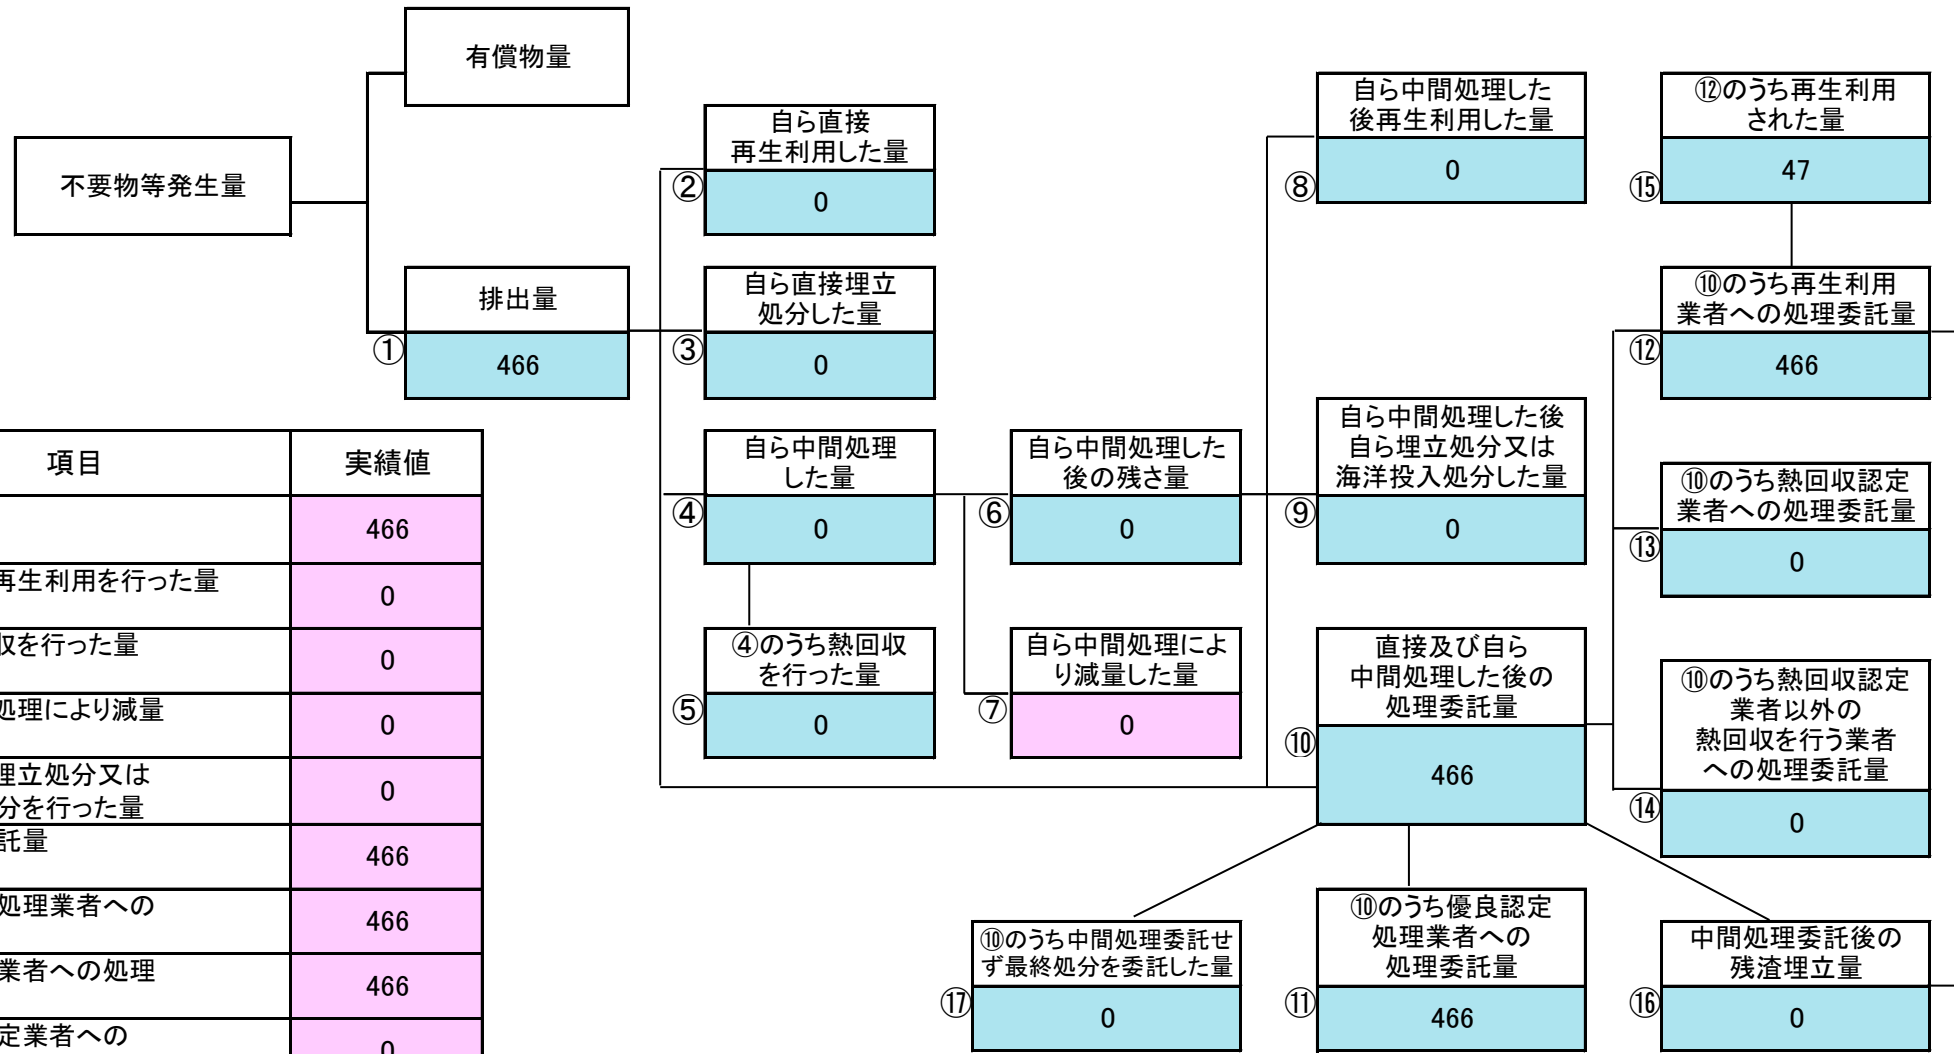 有償物量
不要物等発生量
排出量
①
466
自ら直接
再生利用した量
②
0
自ら直接埋立
処分した量
③
0
自ら中間処理
した量
④
0
④のうち熱回収
を行った量
⑤
0
自ら中間処理した
後の残さ量
⑥
0
自ら中間処理によ
り減量した量
⑦
0
自ら中間処理した
後再生利用した量
⑧
0
自ら中間処理した後
自ら埋立処分又は
海洋投入処分した量
⑨
0
直接及び自ら
中間処理した後の
処理委託量
⑩
466
⑩のうち優良認定
処理業者への
処理委託量
⑪
466
⑩のうち中間処理委託せ
ず最終処分を委託した量
⑰
0
⑫のうち再生利用
された量
⑮
47
⑩のうち再生利用
業者への処理委託量
⑫
466
⑩のうち熱回収認定
業者への処理委託量
⑬
0
⑩のうち熱回収認定
業者以外の
熱回収を行う業者
への処理委託量
⑭
0
中間処理委託後の
残渣埋立量
⑯
0
項目 実績値
466
再生利用を行った量
0
収を行った量
0
処理により減量
0
埋立処分又は
分を行った量
0
託量
466
処理業者への
466
業者への処理
466
定業者への
0